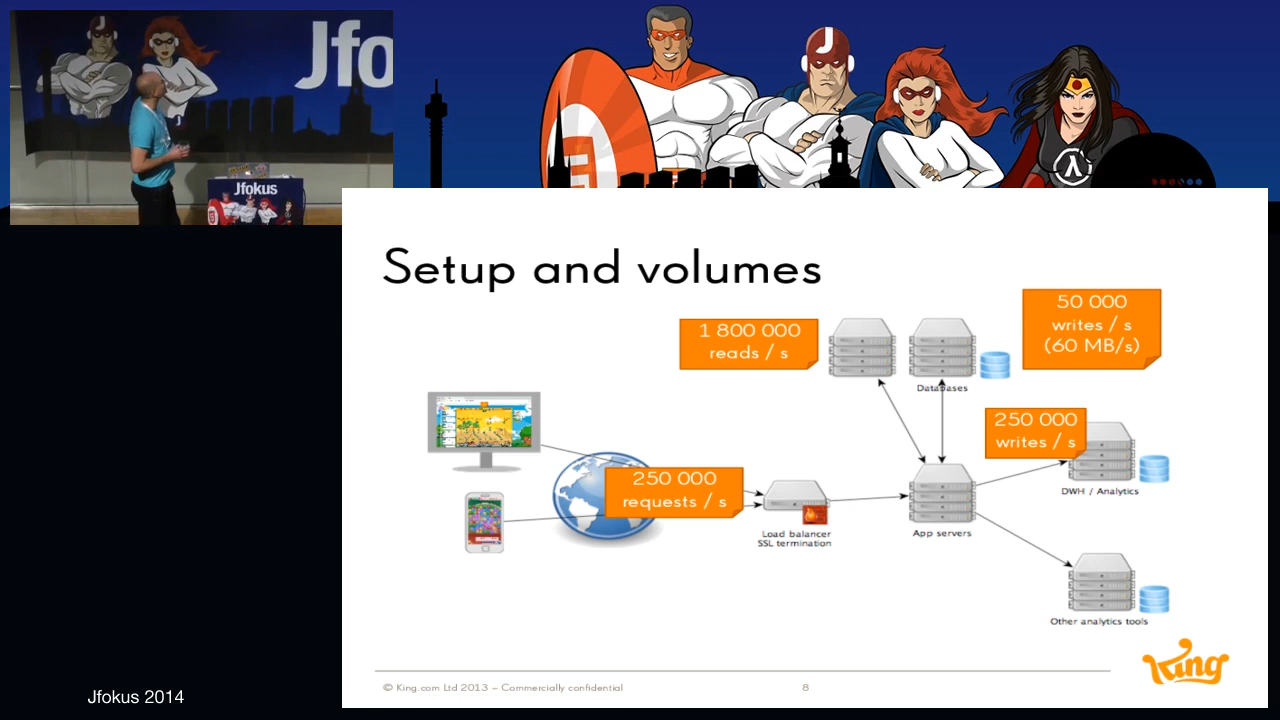 Jfo
Jfokus
J
Setup and volumes
1 800 000
reads / s
50 000
writes / s
(60 MB/s)
Databases
250 000
writes / s
DWH / Analytics
250 000
requests / s
Load balancer
SSL termination
App servers
Other analytics tools
King
© King.com Ltd 2013 – Commercially confidential
8
Jfokus 2014